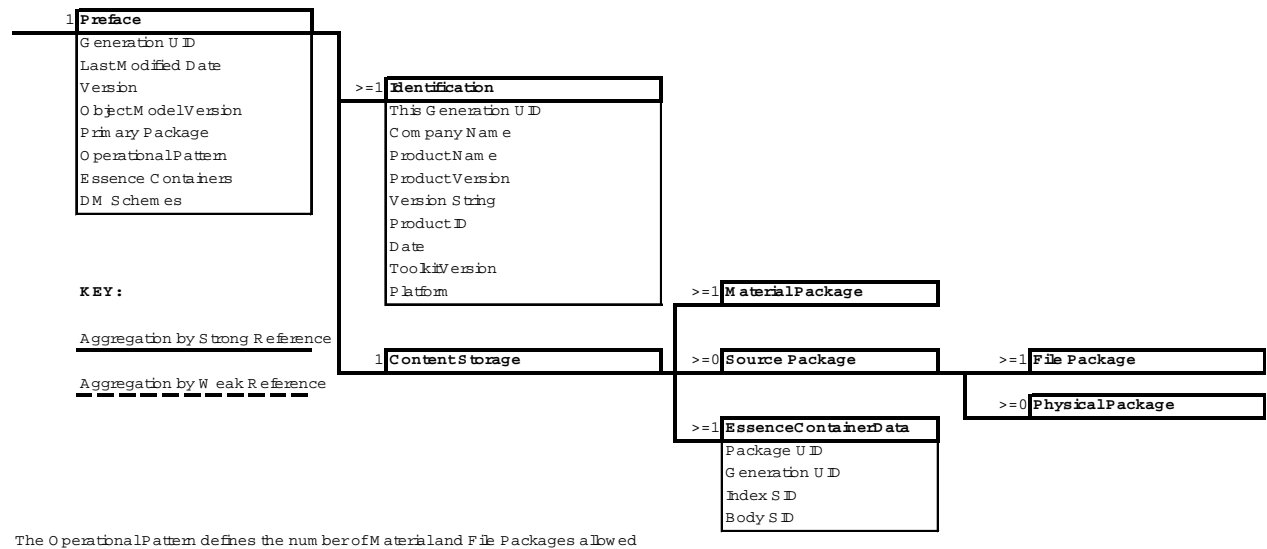 1 Preface
Generation UID
LastModified Date
Version
ObjectModelVersion
Primary Package
OperationalPattern
Essence Containers
DM Schemes
>=1 Identification
This Generation UID
Company Name
ProductName
ProductVersion
Version String
ProductID
Date
ToolkitVersion
Platform
KEY:
Aggregation by Strong Reference
Aggregation by Weak Reference
1 ContentStorage
>=1 MaterialPackage
>=0 Source Package
>=1 File Package
>=0 PhysicalPackage
>=1 EssenceContainerData
Package UID
Generation UID
Index SID
Body SID
The OperationalPattern defines the number of Material and File Packages allowed